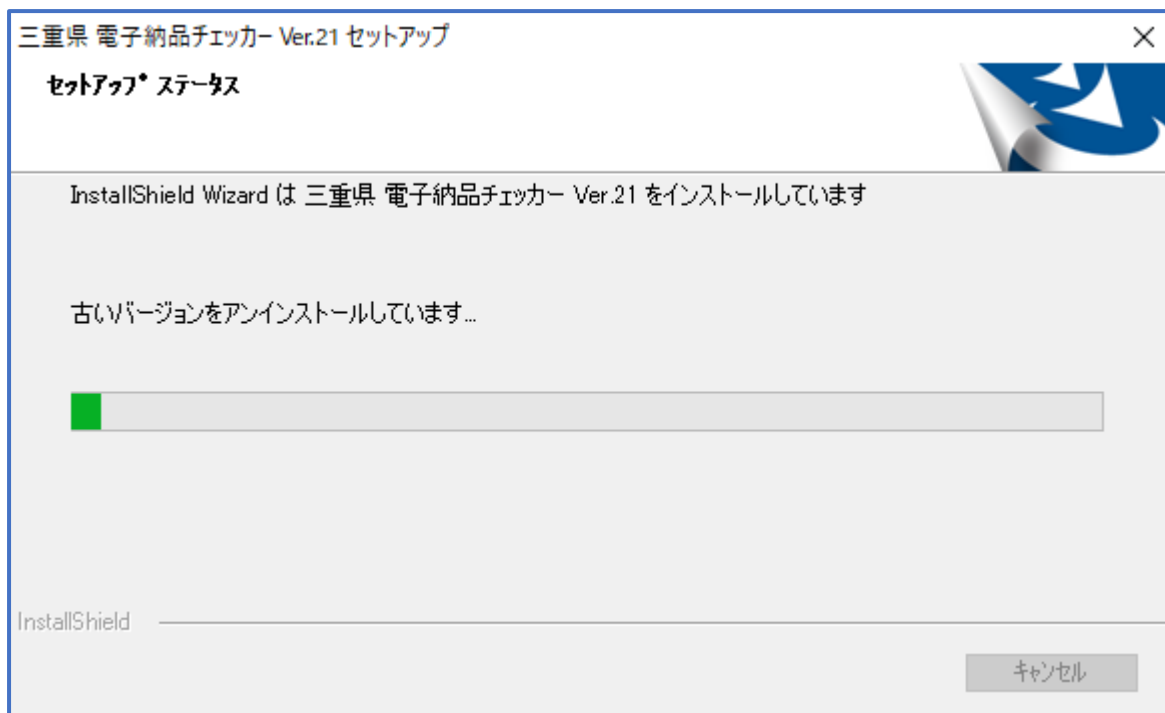 三重県 電子納品チェッカー Ver.21 セットアップ
ｾｯﾄｱｯﾌﾟ ｽﾃｰﾀｽ
InstallShield Wizard は 三重県 電子納品チェッカー Ver.21 をインストールしています
古いバージョンをアンインストールしています...
InstallShield
キャンセル